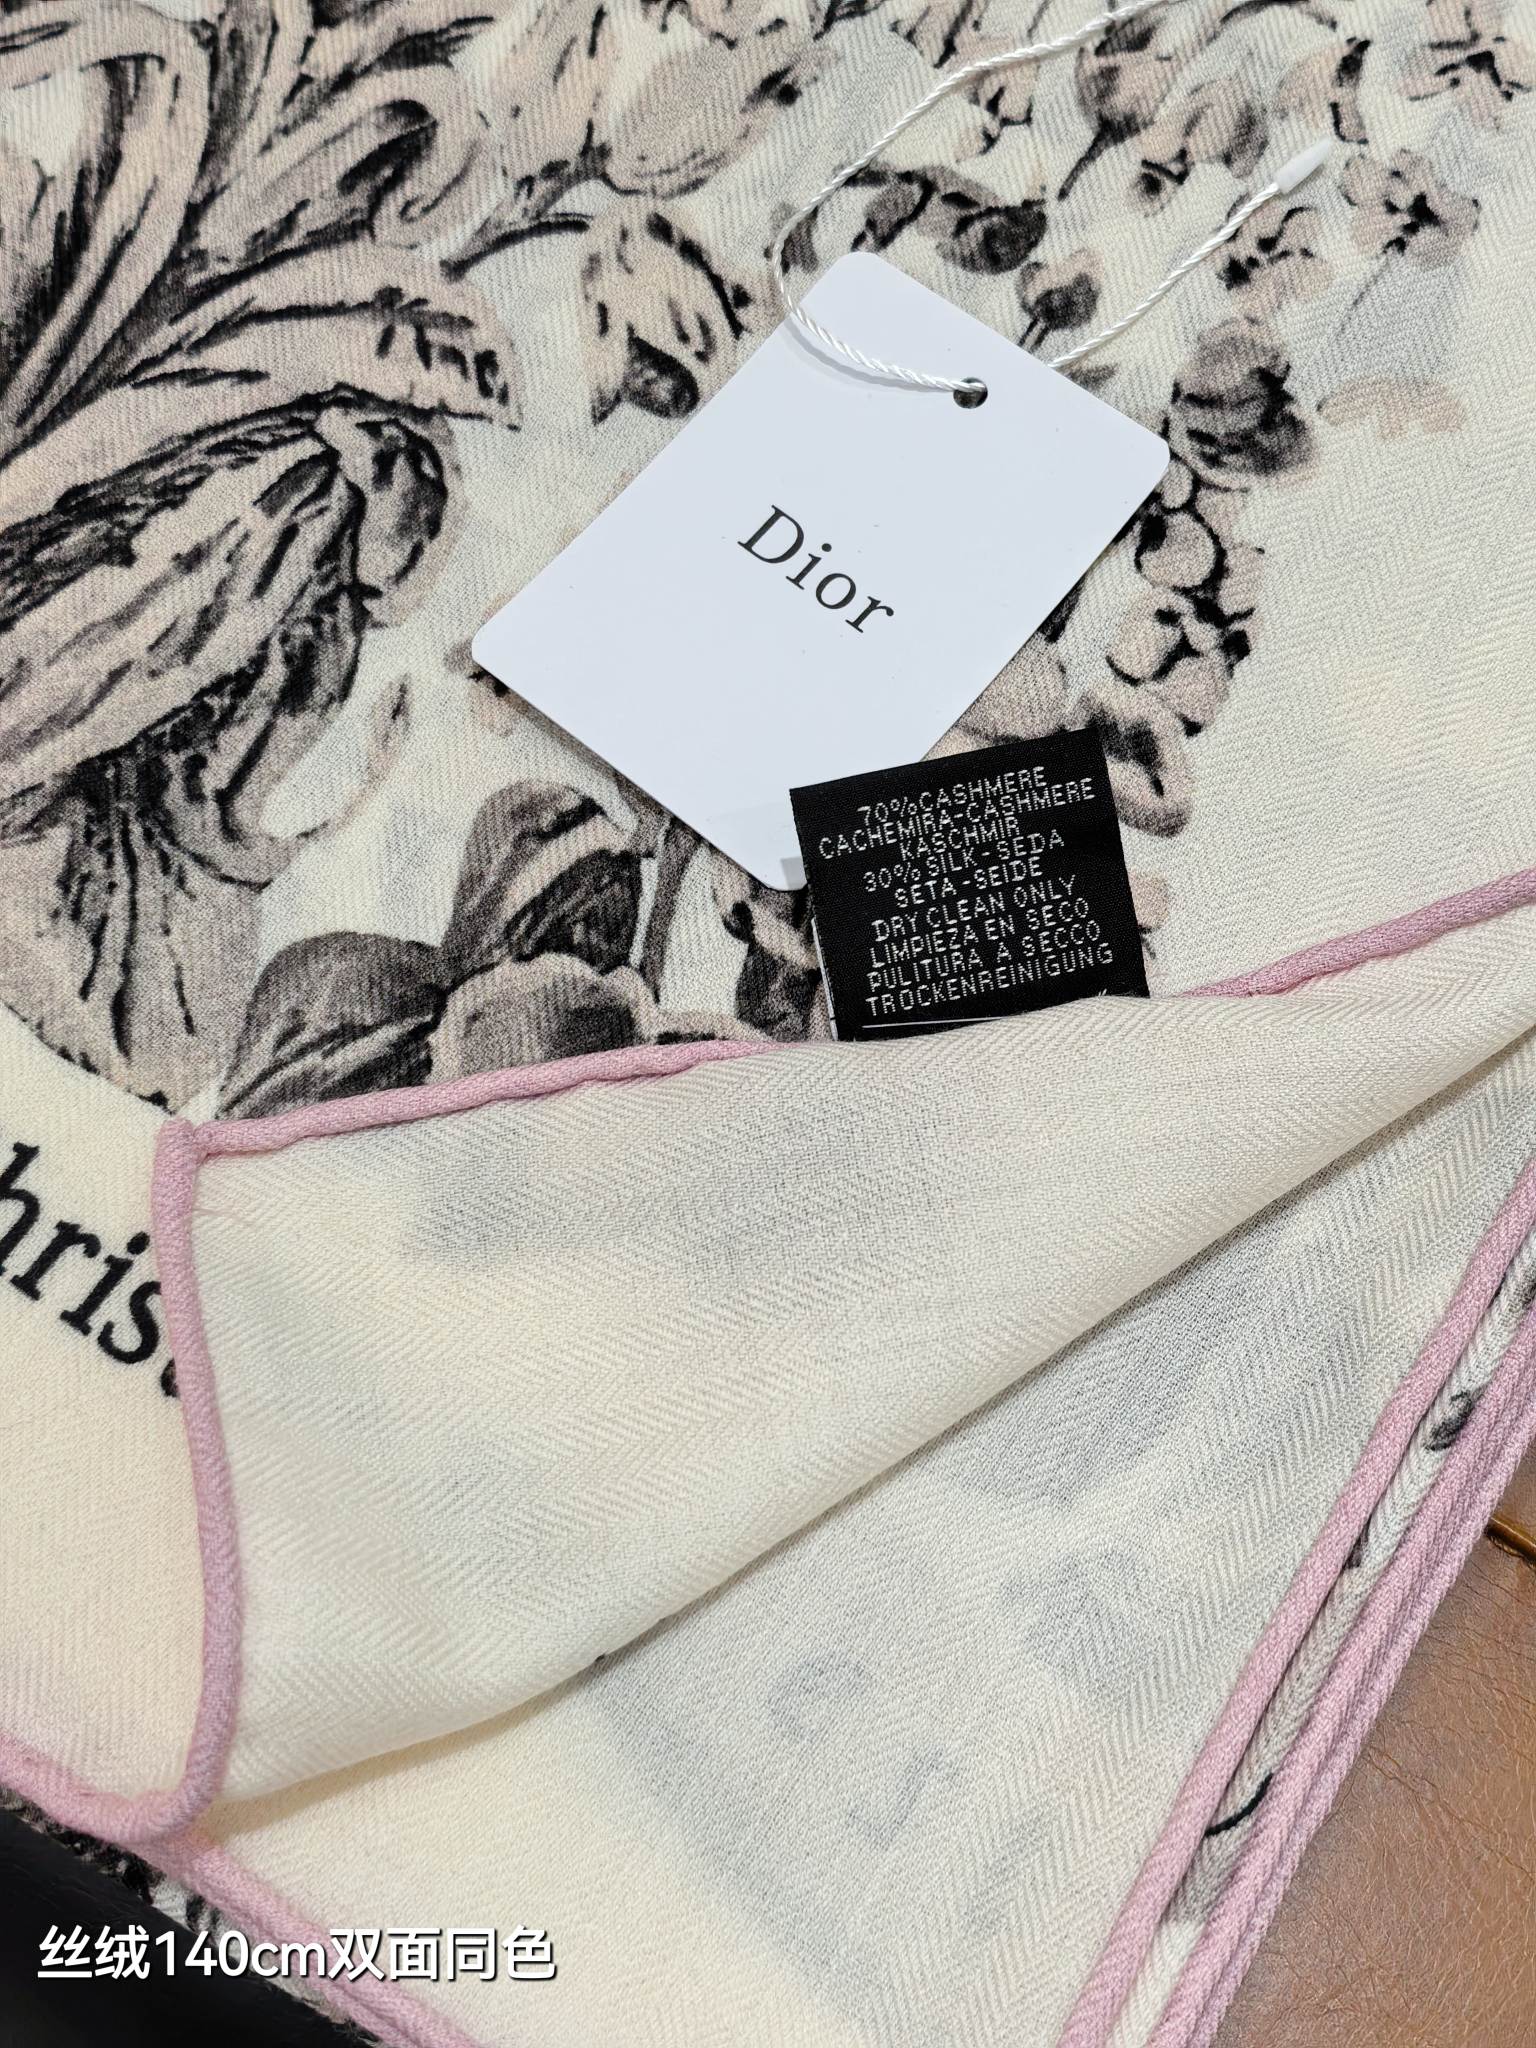 Dior
70%CASHMERE
CACHEMIRA-CASHMERE
KASCHMIR
30% SILK-SEDA
SETA-SEIDE
DRY CLEAN ONLY
LIMPIEZA EN SECO
PULITURA A SECCO
TROCKENREINIGUNG
hris
丝绒140cm双面同色